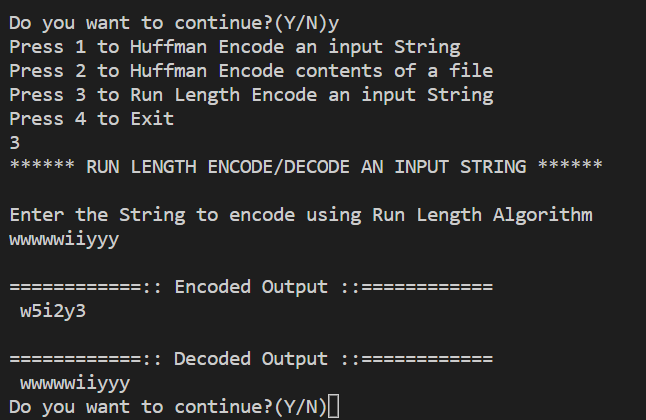 Do you want to continue?(Y/N)y
Press 1 to Huffman Encode an input String
Press 2 to Huffman Encode contents of a file
Press 3 to Run Length Encode an input String
Press 4 to Exit
3
****** RUN LENGTH ENCODE/DECODE AN INPUT STRING ******
Enter the String to encode using Run Length Algorithm
wwwwwiiyyy
============:: Encoded Output ::============
w5i2y3
============:: Decoded Output ::============
wwwwwiiyyy
Do you want to continue?(Y/N)